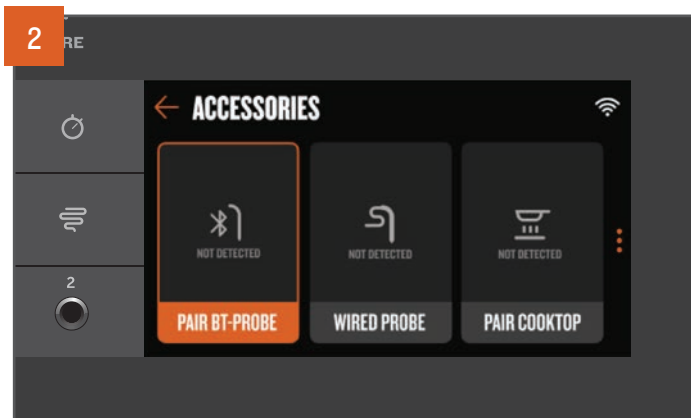 2
RE
ACCESSORIES
NOT DETECTED
NOT DETECTED
NOT DETECTED
2
PAIR BT-PROBE
WIRED PROBE
PAIR COOKTOP